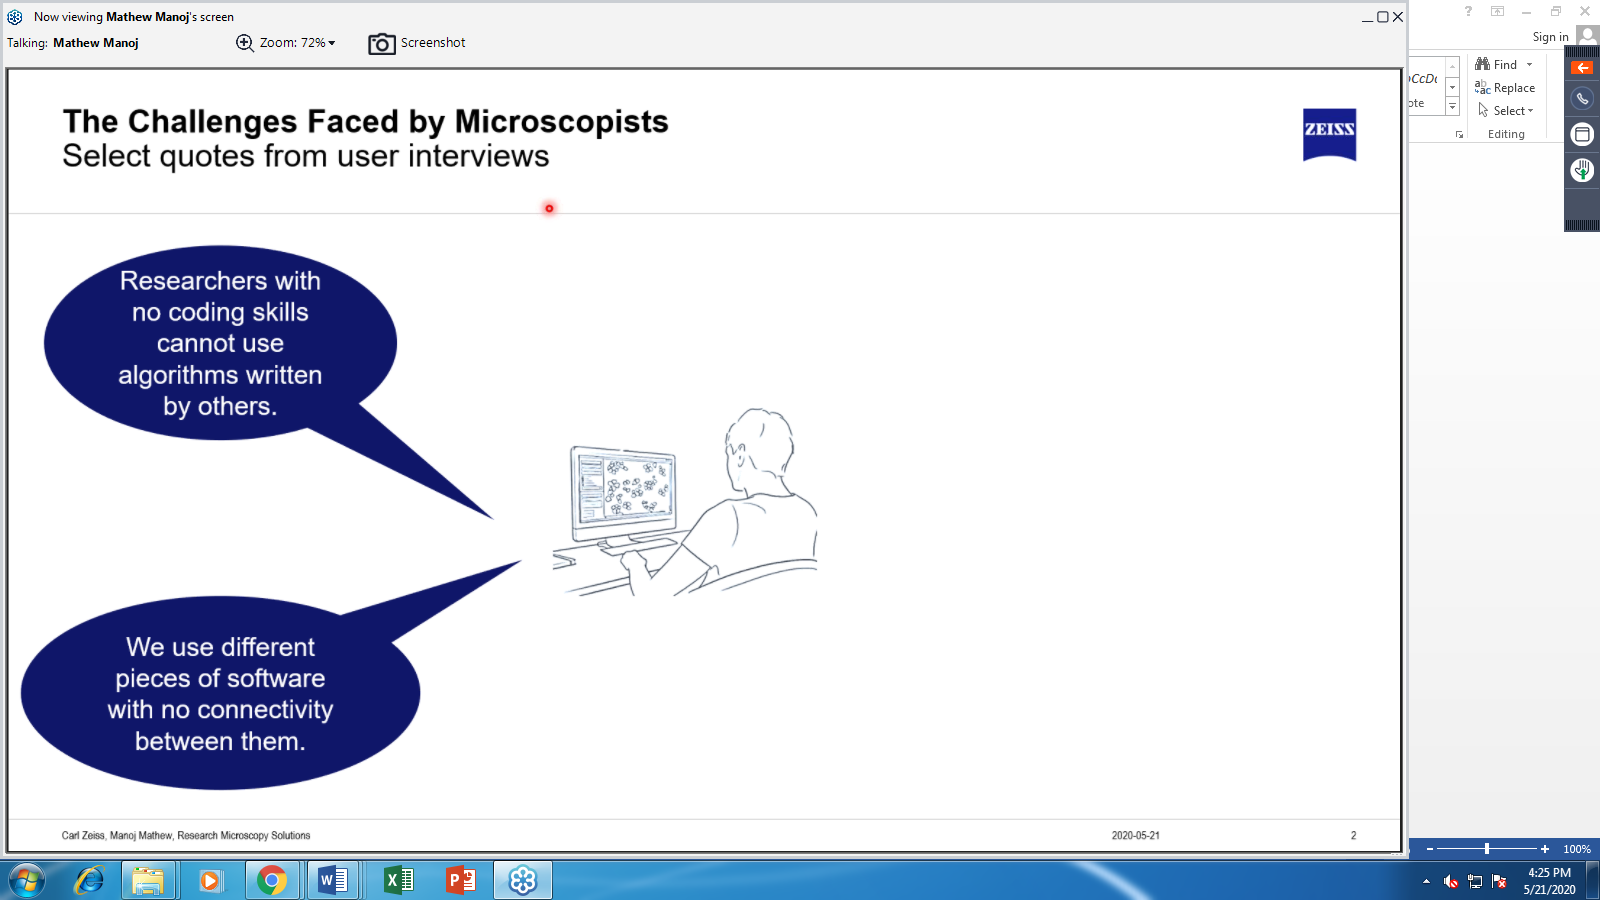 Now viewing Mathew Manoj's screen
Talking: Mathew Manoj
Zoom: 72%
Screenshot
Sign in
Find
Replace
Select
Editing
The Challenges Faced by Microscopists
Select quotes from user interviews
ZEISS
Researchers with
no coding skills
cannot use
algorithms written
by others.
We use different
pieces of software
with no connectivity
between them.
Carl Zeiss, Manoj Mathew, Research Microscopy Solutions
2020-05-21
2
100%
4:25 PM
5/21/2020